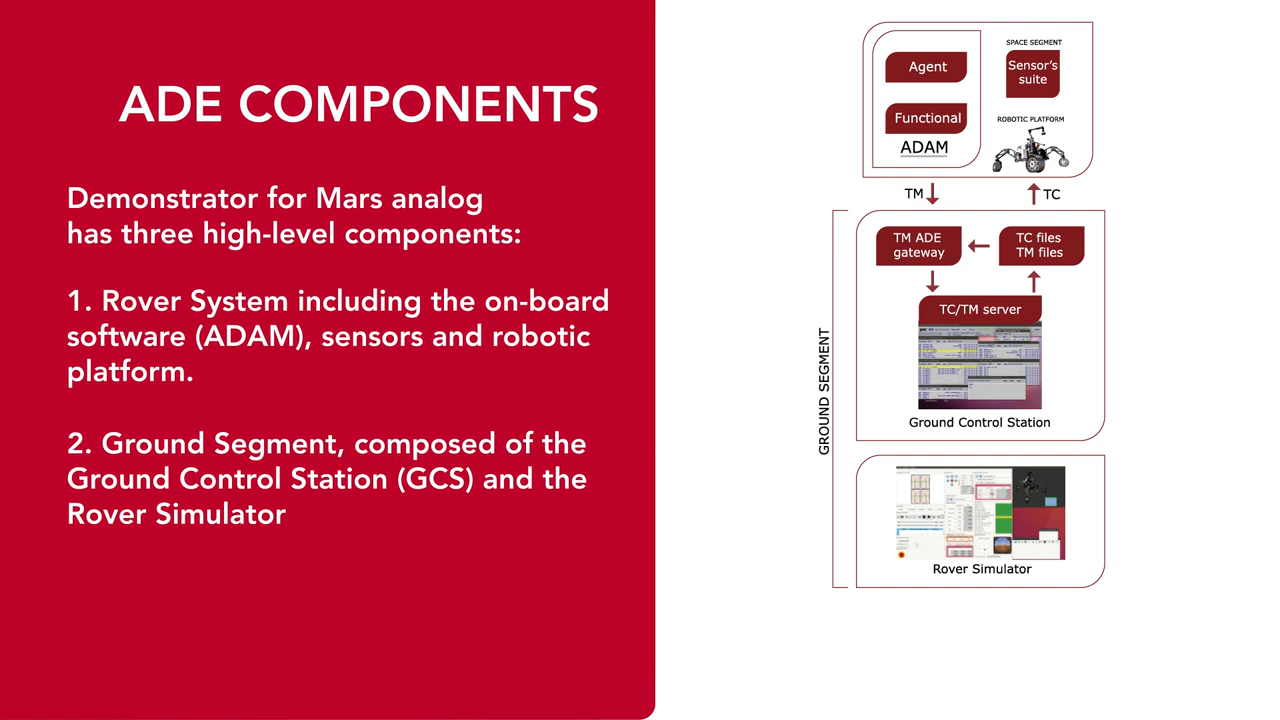 ADE COMPONENTS
Demonstrator for Mars analog
has three high-level components:
1. Rover System including the on-board
software (ADAM), sensors and robotic
platform.
2. Ground Segment, composed of the
Ground Control Station (GCS) and the
Rover Simulator
SPACE SEGMENT
Agent
Sensor's
suite
Functional
ADAM
ROBOTIC PLATFORM
TM
TC
TM ADE
gateway
TC files
TM files
TC/TM server
Ground Control Station
GROUND SEGMENT
Rover Simulator